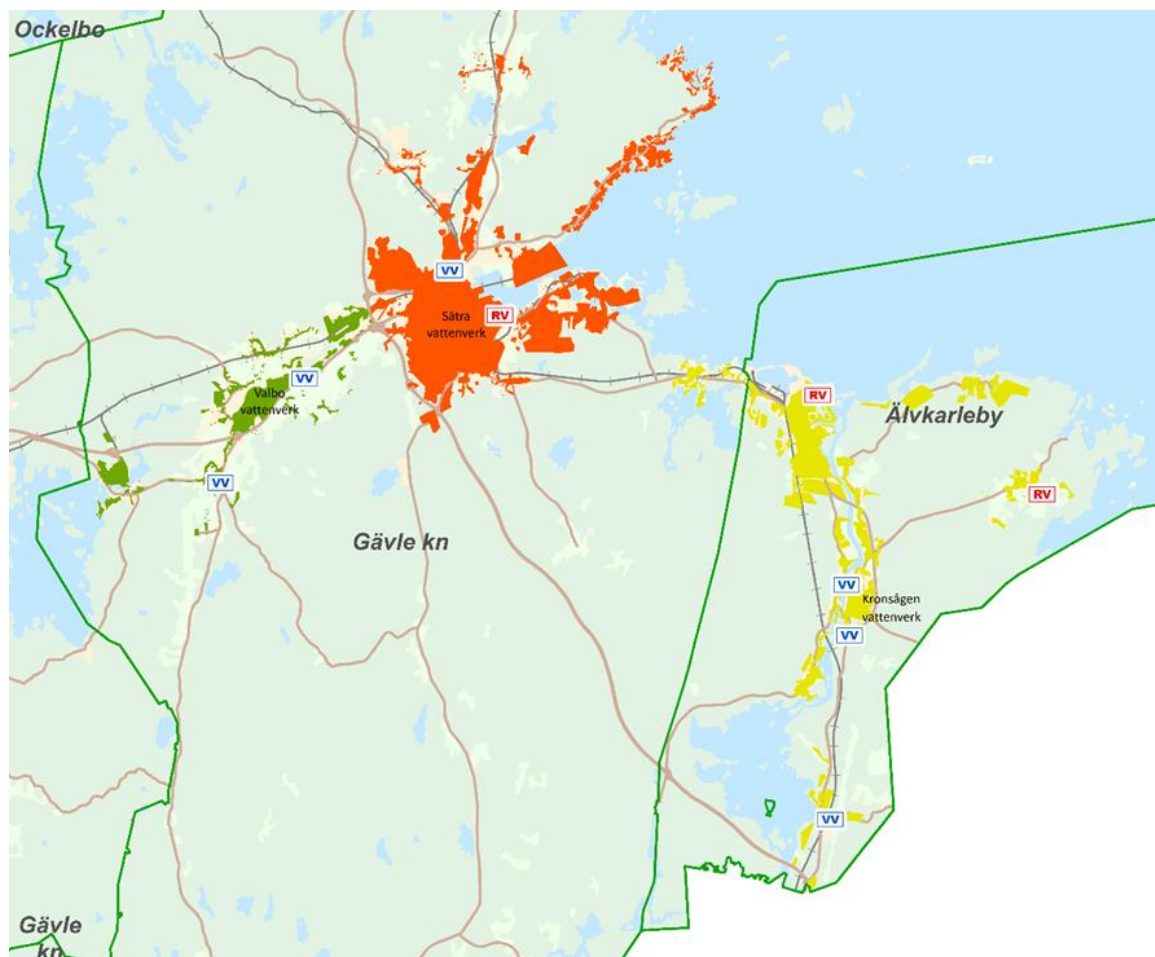 Ockelbo
VV
Sätra
vattenverk
RV
VV
Valbo
vattenverk
RV
Älvkarleby
VV
RV
Gävle kn
VV
Kronsågen
vattenverk
VV
VV
Gävle
kn